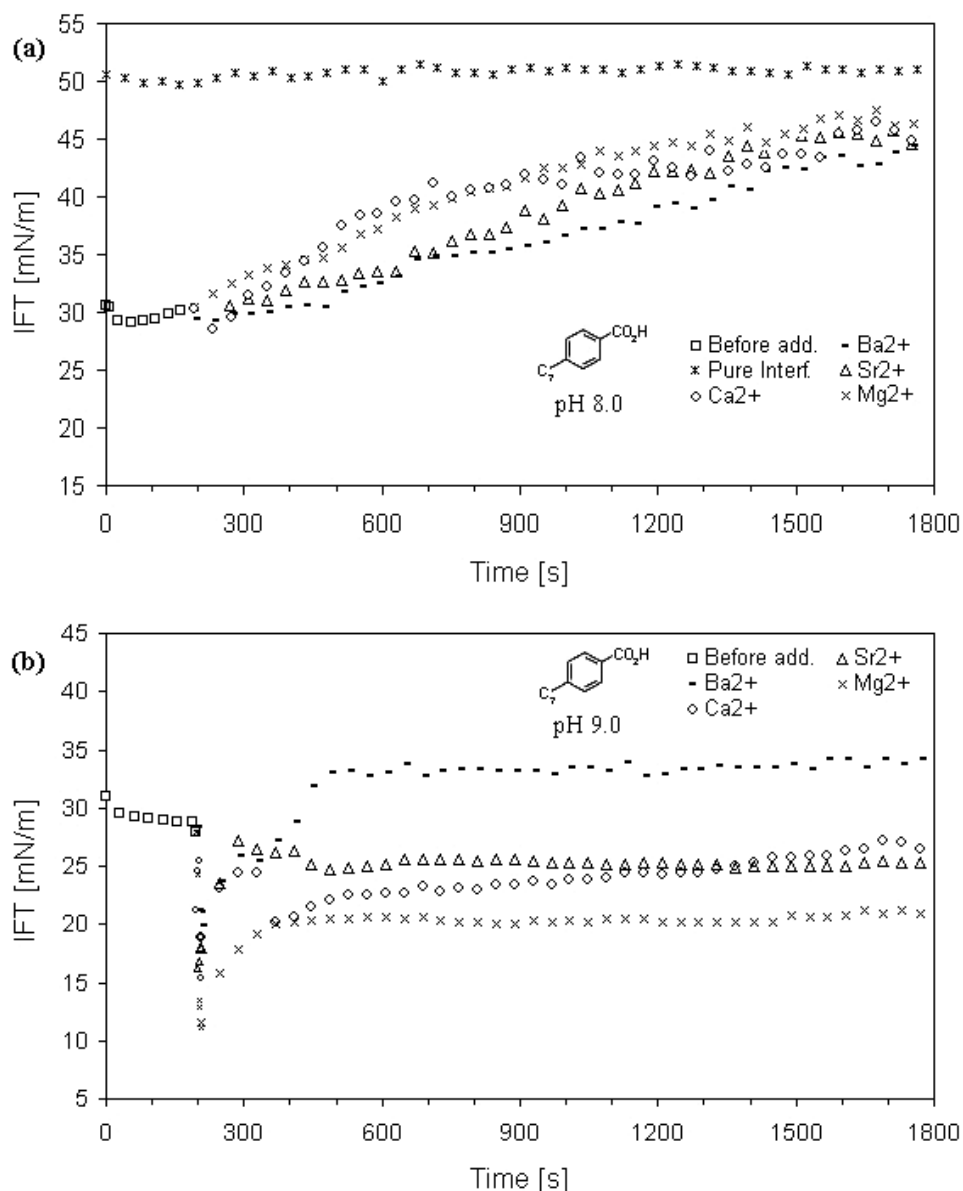 (a)
55
50
45
40
35
30
25
20
15
IFT [mN/m]
CO₂H
C₇
pH 8.0
□ Before add.
- Ba2+
Pure Interf.
△ Sr2+
○ Ca2+
× Mg2+
0 300 600 900 1200 1500 1800
Time [s]
(b)
45
40
35
30
25
20
15
10
5
IFT [mN/m]
CO₂H
C₇
pH 9.0
□ Before add.
△ Sr2+
- Ba2+
× Mg2+
○ Ca2+
0 300 600 900 1200 1500 1800
Time [s]